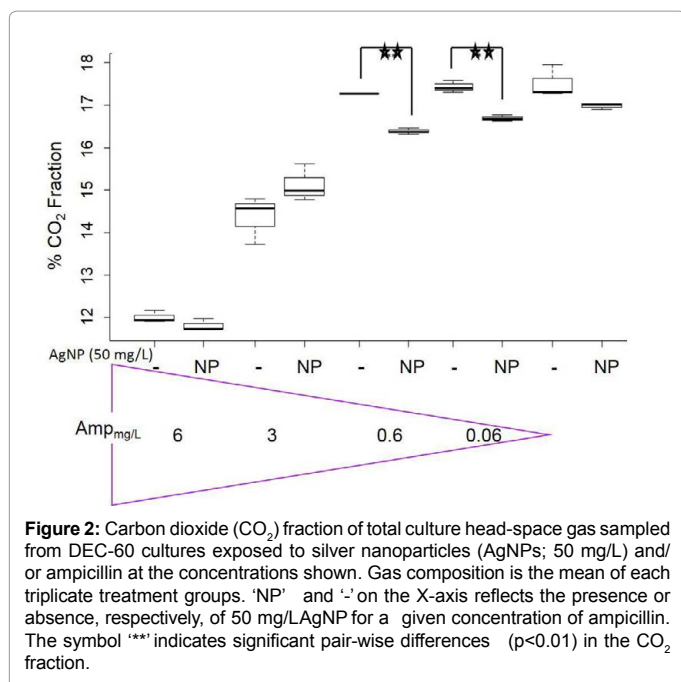 18
17
16
15
14
13
12
% CO₂ Fraction
★★ ★★
AgNP (50 mg/L) - NP - NP - NP - NP - NP
Amp mg/L 6 3 0.6 0.06
Figure 2: Carbon dioxide (CO₂) fraction of total culture head-space gas sampled
from DEC-60 cultures exposed to silver nanoparticles (AgNPs; 50 mg/L) and/
or ampicillin at the concentrations shown. Gas composition is the mean of each
triplicate treatment groups. ‘NP’ and ‘-’ on the X-axis reflects the presence or
absence, respectively, of 50 mg/LAgNP for a given concentration of ampicillin.
The symbol ‘**’ indicates significant pair-wise differences (p<0.01) in the CO₂
fraction.